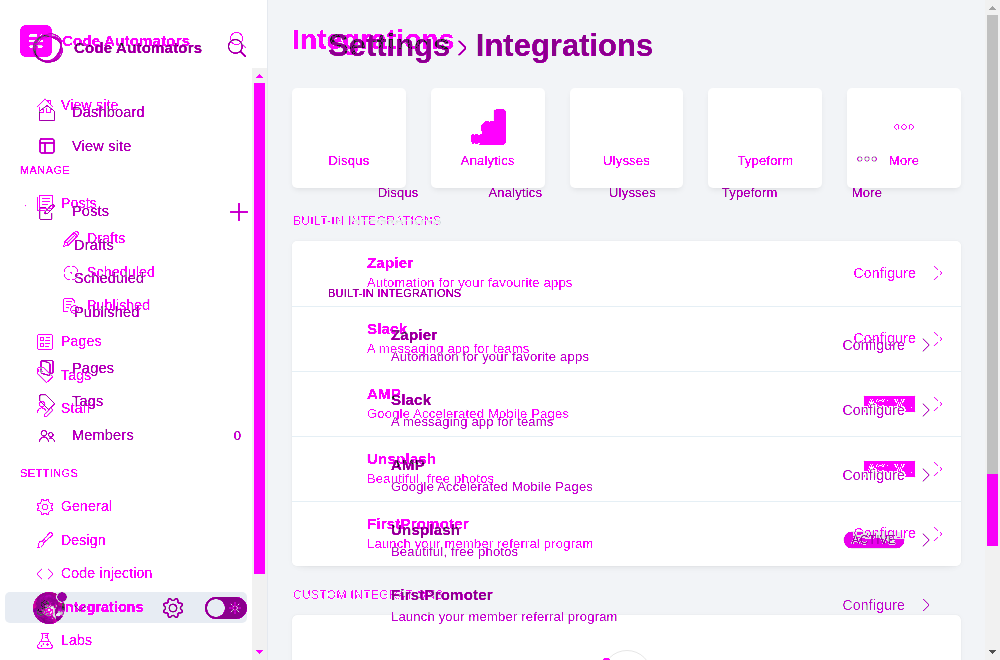 Code Automators
Code Automators
Integrations
Settings › Integrations
View site
Dashboard
View site
MANAGE
Posts
Posts
Drafts
Drafts
Scheduled
Scheduled
Published
Published
Pages
Pages
Tags
Tags
Staff
Members 0
SETTINGS
General
Design
Code injection
Integrations
Labs
Disqus Analytics Ulysses Typeform More
Disqus Analytics Ulysses Typeform More
BUILT-IN INTEGRATIONS
BUILT-IN INTEGRATIONS
Zapier
Automation for your favourite apps
Configure
Zapier
Automation for your favorite apps
Configure
Slack
A messaging app for teams
Configure
Slack
A messaging app for teams
Configure
AMP
Google Accelerated Mobile Pages
AMP
Google Accelerated Mobile Pages
Configure
Unsplash
Beautiful, free photos
Unsplash
Beautiful, free photos
ACTIVE
FirstPromoter
Launch your member referral program
Configure
FirstPromoter
Launch your member referral program
Configure
CUSTOM INTEGRATIONS